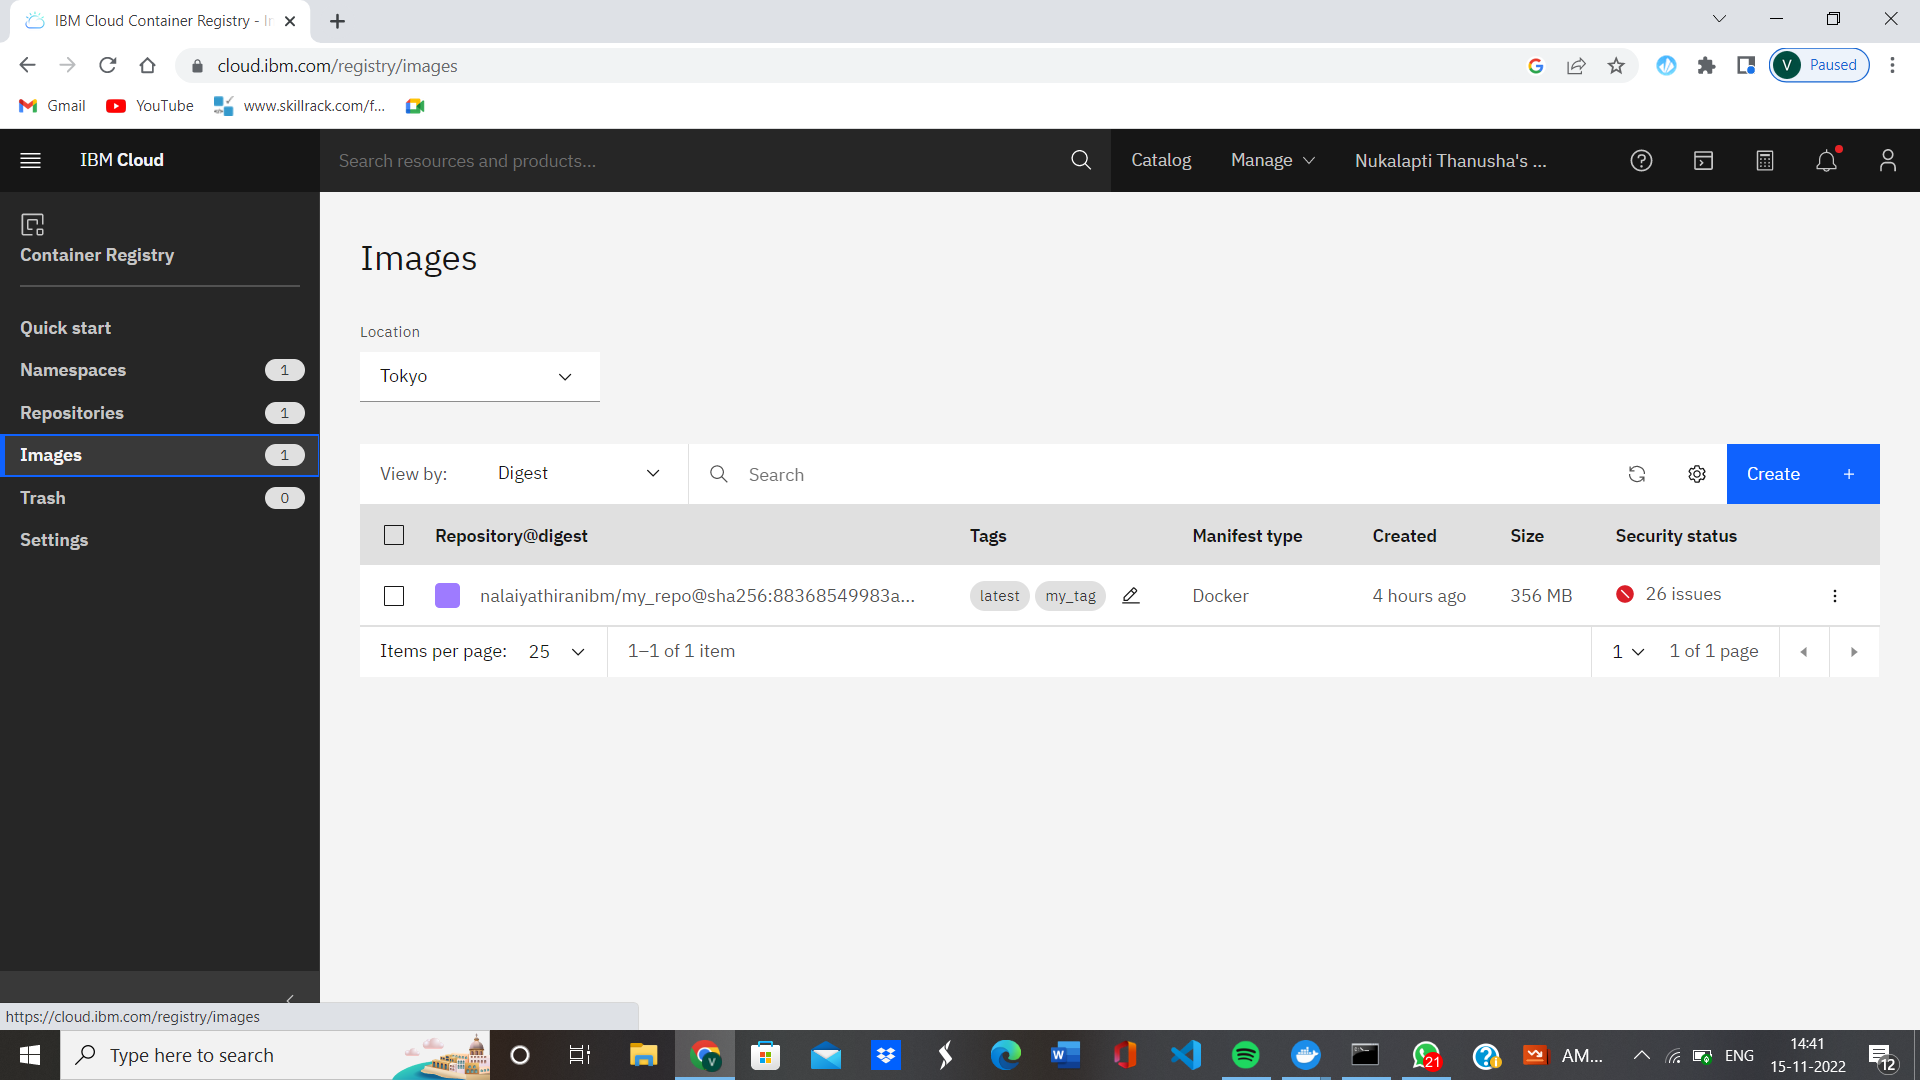 IBM Cloud Container Registry - In
cloud.ibm.com/registry/images
V Paused
Gmail YouTube www.skillrack.com/f...
IBM Cloud Search resources and products... Catalog Manage Nukalapti Thanusha's ...
Container Registry
Quick start
Namespaces 1
Repositories 1
Images 1
Trash 0
Settings
Images
Location
Tokyo
View by: Digest Search Create +
Repository@digest Tags Manifest type Created Size Security status
nalaiyathiranibm/my_repo@sha256:88368549983a... latest my_tag Docker 4 hours ago 356 MB 26 issues
Items per page: 25 1–1 of 1 item 1 1 of 1 page
https://cloud.ibm.com/registry/images
Type here to search
V
21
AM... ENG
14:41
15-11-2022
12